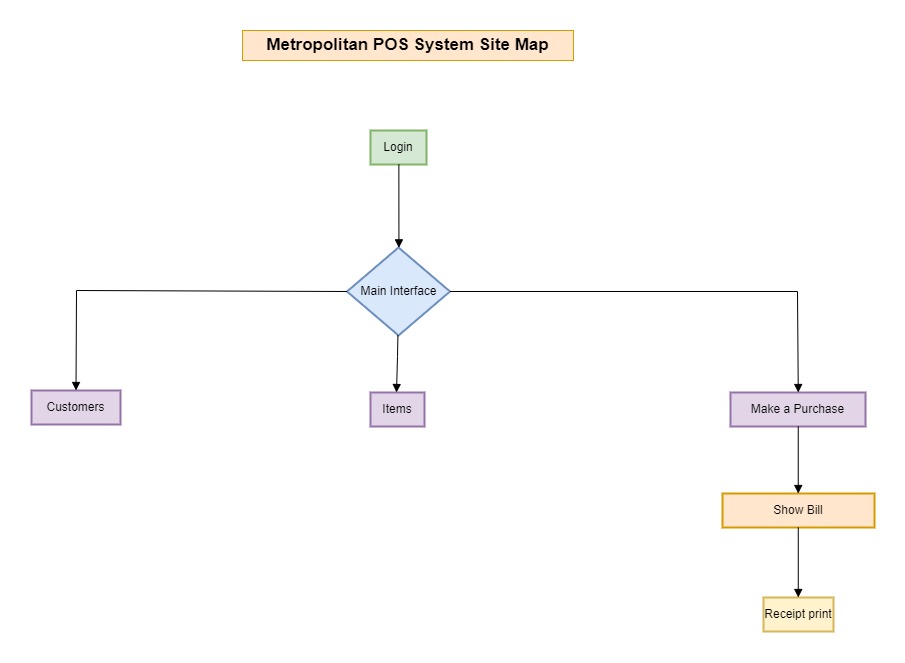 Metropolitan POS System Site Map
Login
Main Interface
Customers
Items
Make a Purchase
Show Bill
Receipt print